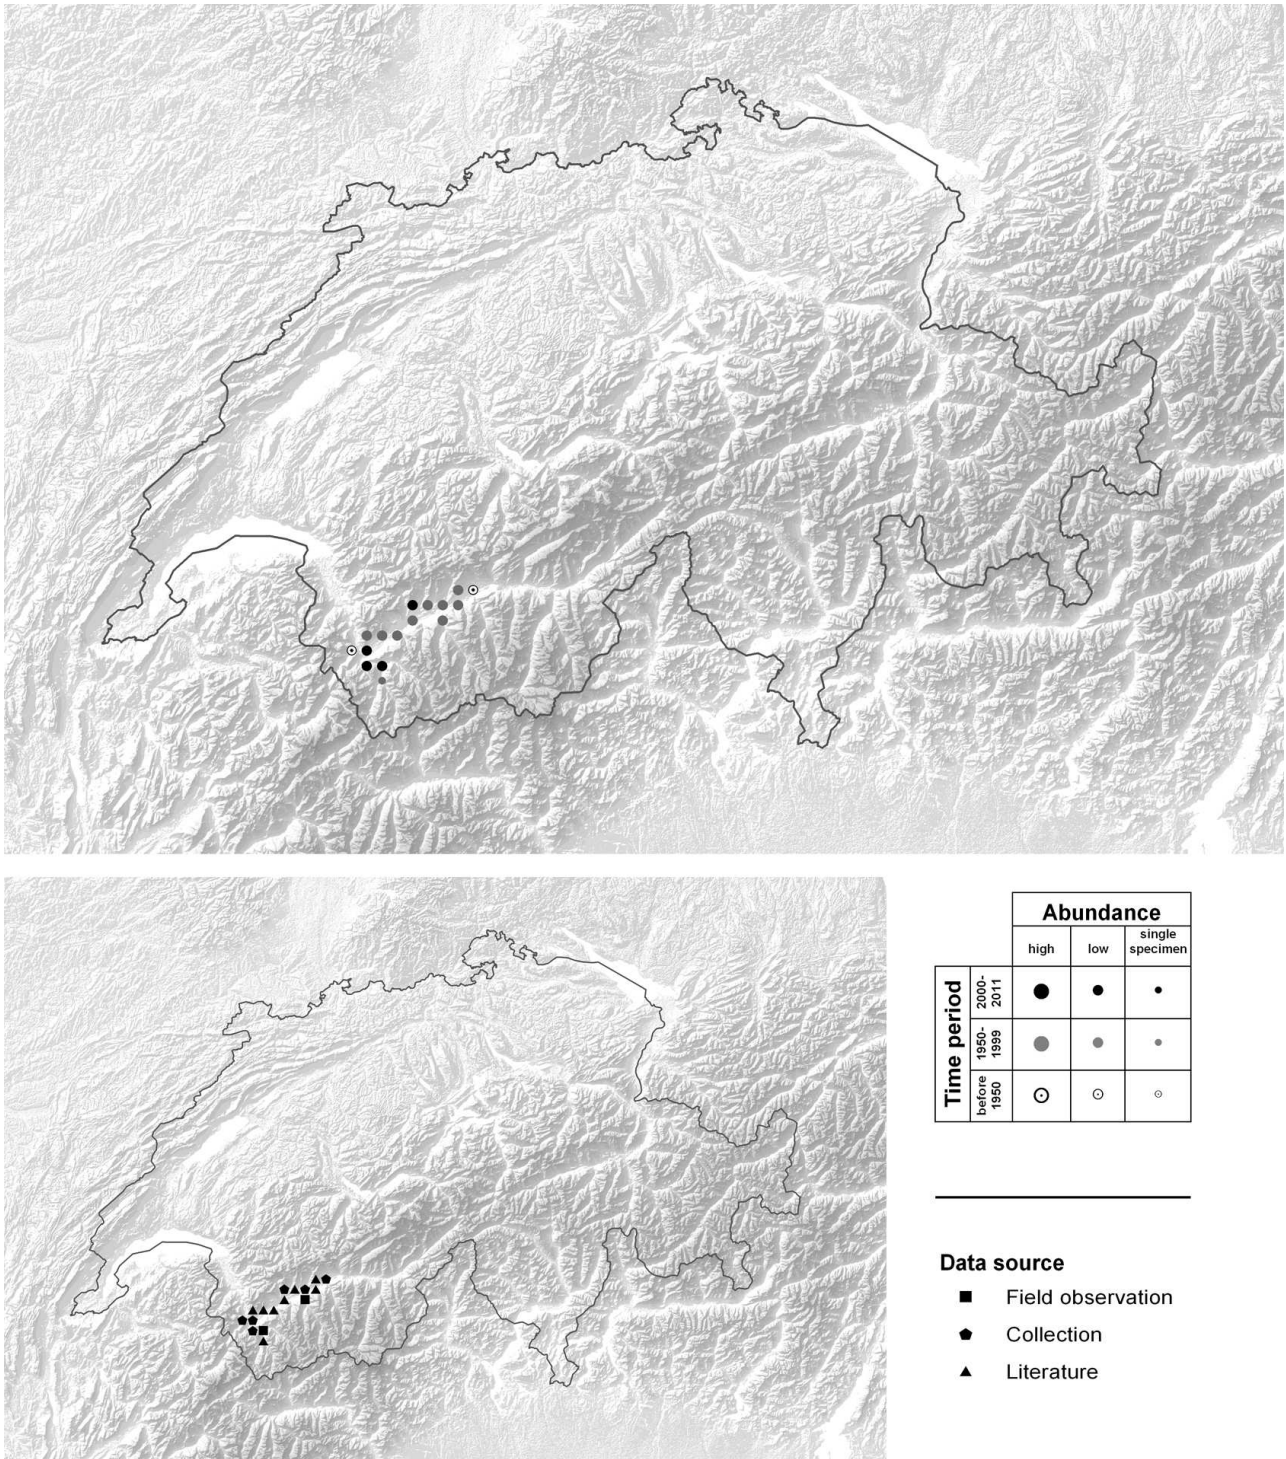 Abundance
high
low
single
specimen
Time period
2000-
2011
1950-
1999
before
1950
Data source
Field observation
Collection
Literature